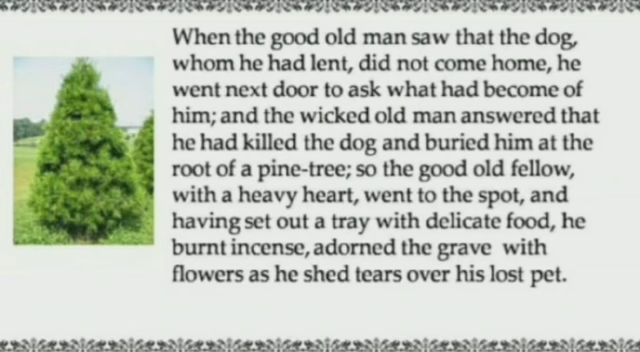 When the good old man saw that the dog,
whom he had lent, did not come home, he
went next door to ask what had become of
him; and the wicked old man answered that
he had killed the dog and buried him at the
root of a pine-tree; so the good old fellow,
with a heavy heart, went to the spot, and
having set out a tray with delicate food, he
burnt incense, adorned the grave with
flowers as he shed tears over his lost pet.